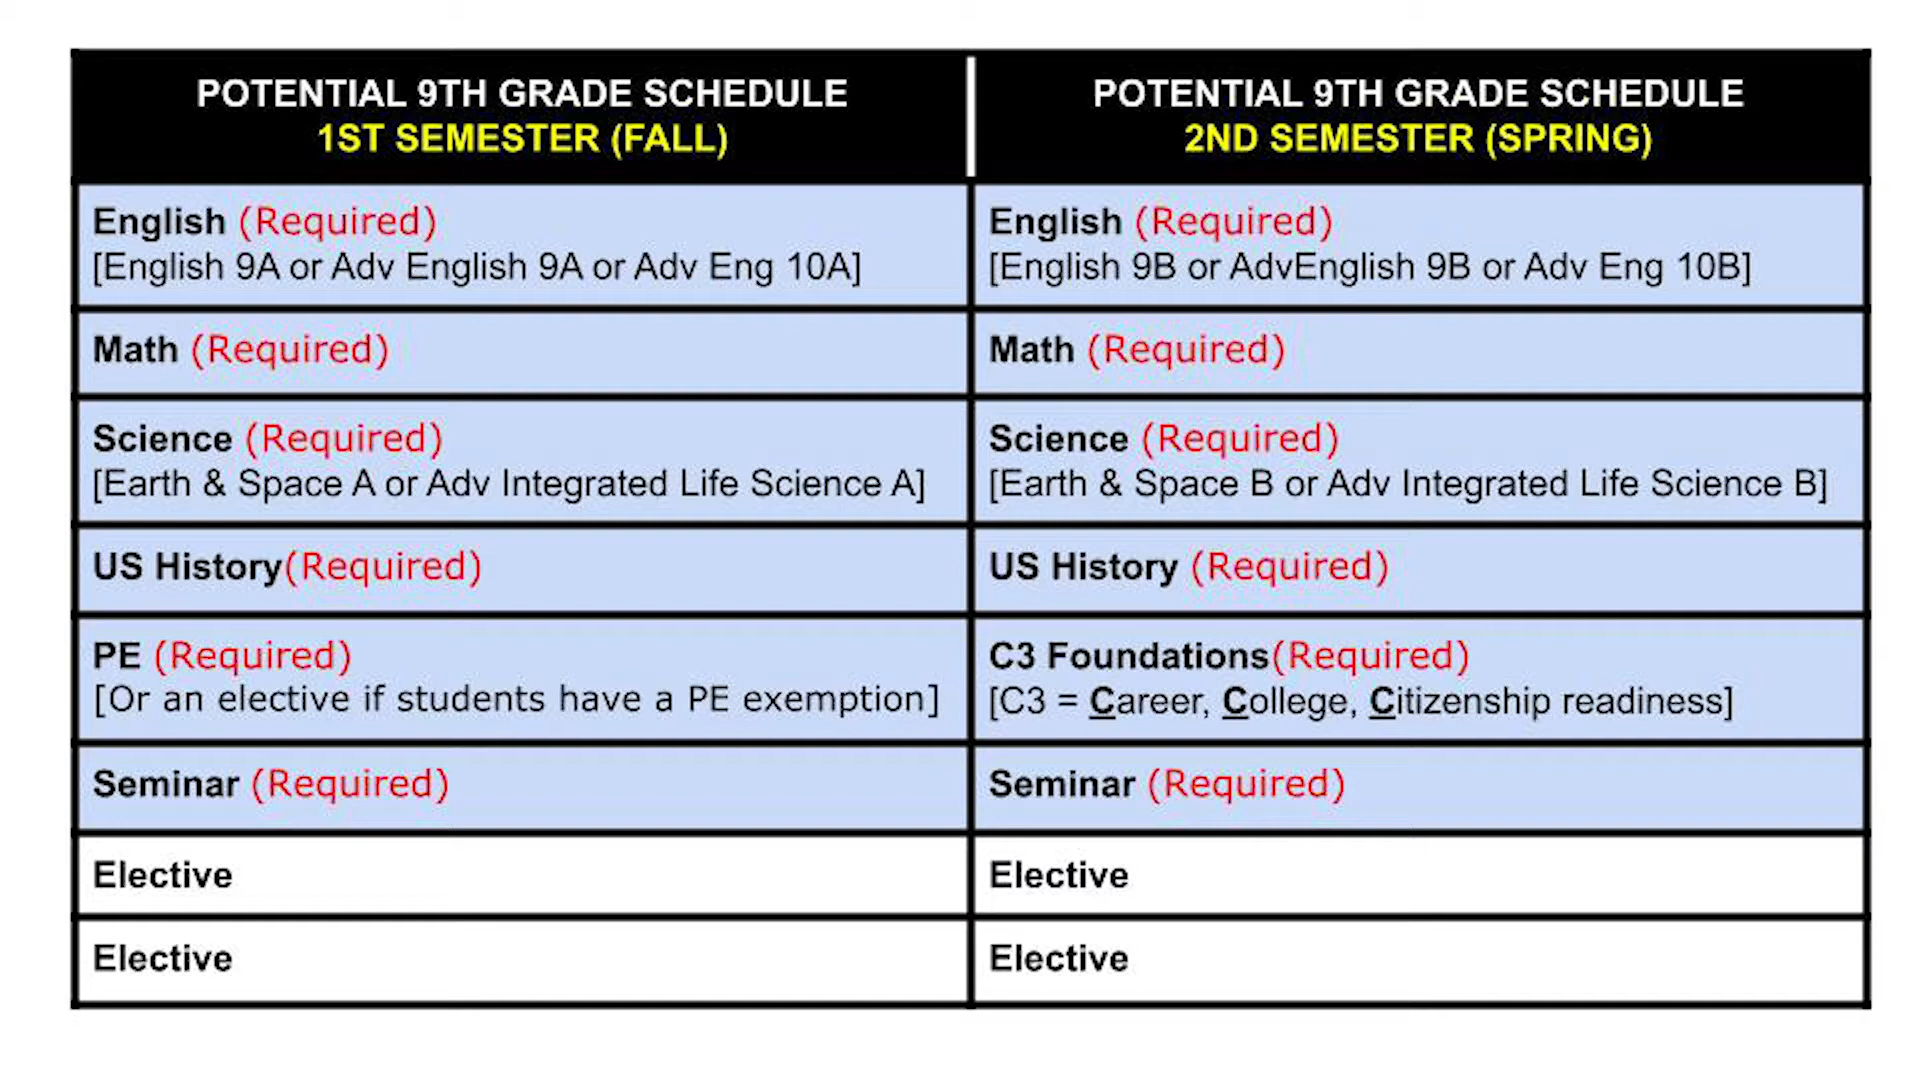 POTENTIAL 9TH GRADE SCHEDULE
1ST SEMESTER (FALL)
POTENTIAL 9TH GRADE SCHEDULE
2ND SEMESTER (SPRING)
English (Required)
[English 9A or Adv English 9A or Adv Eng 10A]
English (Required)
[English 9B or AdvEnglish 9B or Adv Eng 10B]
Math (Required)
Math (Required)
Science (Required)
[Earth & Space A or Adv Integrated Life Science A]
Science (Required)
[Earth & Space B or Adv Integrated Life Science B]
US History(Required)
US History (Required)
PE (Required)
[Or an elective if students have a PE exemption]
C3 Foundations(Required)
[C3 = Career, College, Citizenship readiness]
Seminar (Required)
Seminar (Required)
Elective
Elective
Elective
Elective